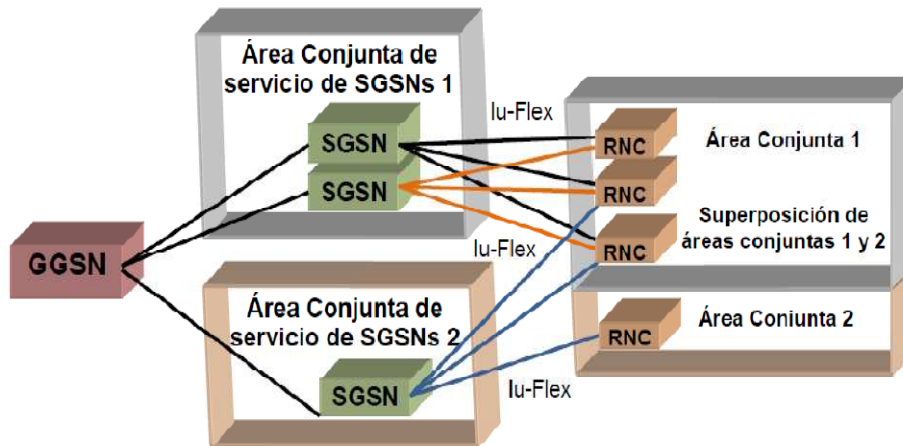 Área Conjunta de
servicio de SGSNs 1
SGSN
SGSN
Iu-Flex
RNC
Área Conjunta 1
RNC
Superposición de
áreas conjuntas 1 y 2
RNC
GGSN
Iu-Flex
Área Conjunta de
servicio de SGSNs 2
SGSN
Iu-Flex
RNC
Área Conjunta 2